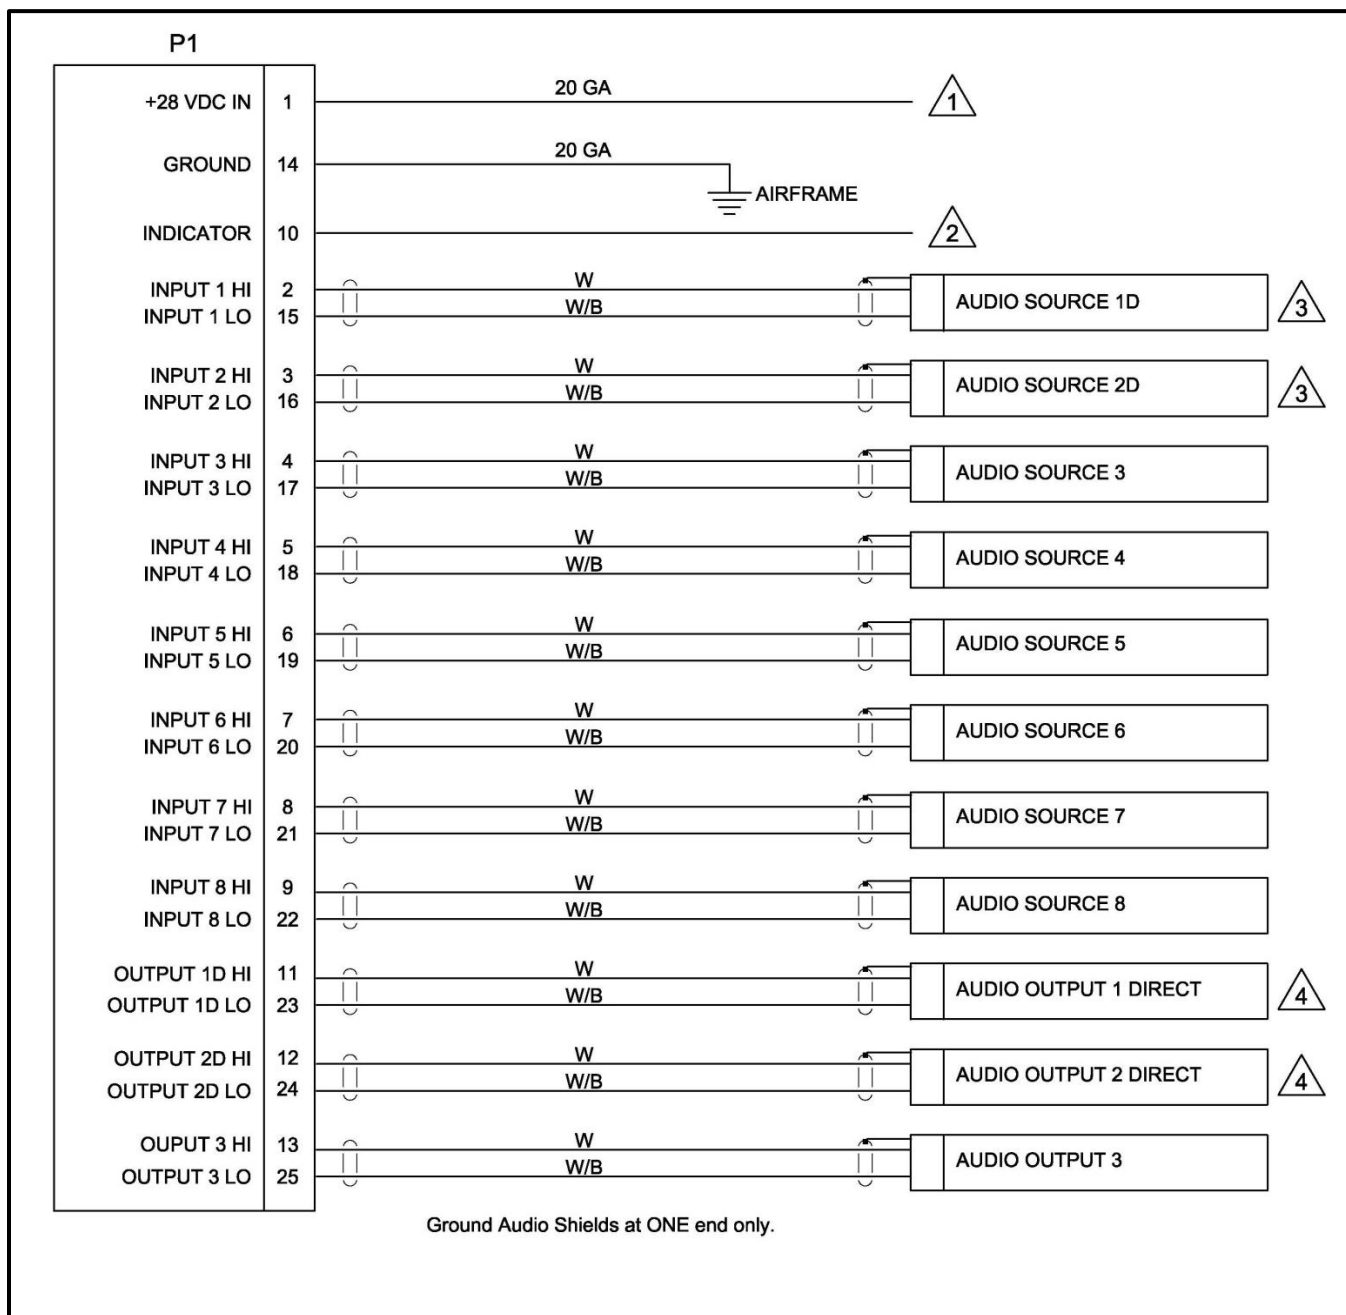 P1
+28 VDC IN 1 20 GA 1
GROUND 14 20 GA
AIRFRAME
INDICATOR 10 2
INPUT 1 HI 2 W
INPUT 1 LO 15 W/B AUDIO SOURCE 1D 3
INPUT 2 HI 3 W
INPUT 2 LO 16 W/B AUDIO SOURCE 2D 3
INPUT 3 HI 4 W
INPUT 3 LO 17 W/B AUDIO SOURCE 3
INPUT 4 HI 5 W
INPUT 4 LO 18 W/B AUDIO SOURCE 4
INPUT 5 HI 6 W
INPUT 5 LO 19 W/B AUDIO SOURCE 5
INPUT 6 HI 7 W
INPUT 6 LO 20 W/B AUDIO SOURCE 6
INPUT 7 HI 8 W
INPUT 7 LO 21 W/B AUDIO SOURCE 7
INPUT 8 HI 9 W
INPUT 8 LO 22 W/B AUDIO SOURCE 8
OUTPUT 1D HI 11 W
OUTPUT 1D LO 23 W/B AUDIO OUTPUT 1 DIRECT 4
OUTPUT 2D HI 12 W
OUTPUT 2D LO 24 W/B AUDIO OUTPUT 2 DIRECT 4
OUPUT 3 HI 13 W
OUTPUT 3 LO 25 W/B AUDIO OUTPUT 3
Ground Audio Shields at ONE end only.